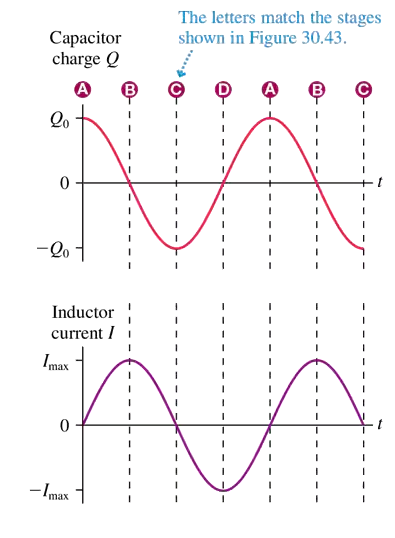 The letters match the stages
shown in Figure 30.43.
Capacitor
charge Q
A B C D A B C
Q₀
0
t
−Q₀
Inductor
current I
Iₘₐₓ
0
t
−Iₘₐₓ